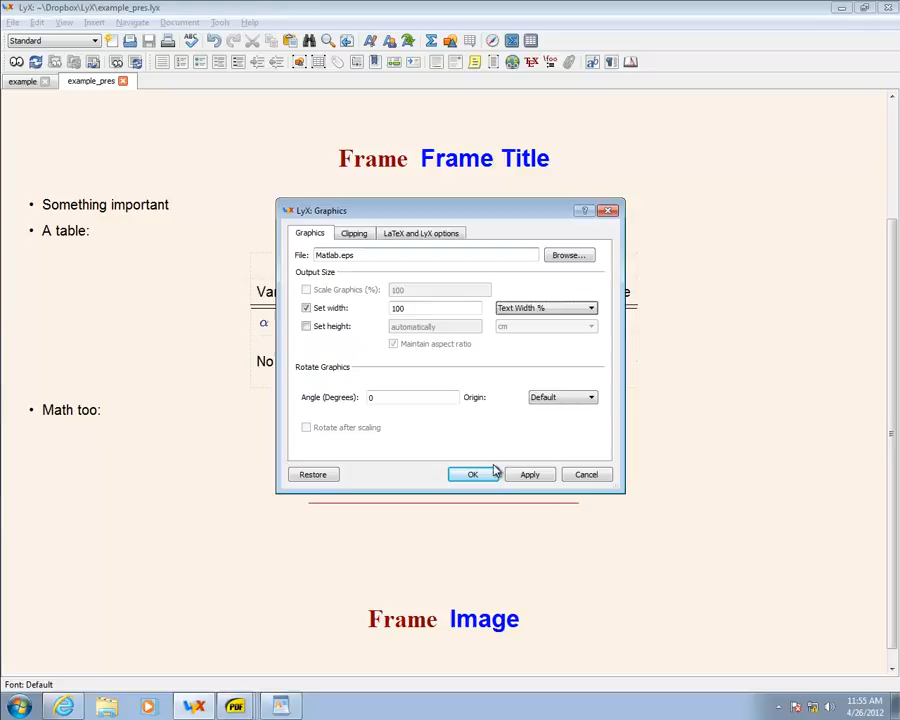 LyX: ~\Dropbox\LyX\example_pres.lyx
File Edit View Insert Navigate Document Tools Help
Standard
example example_pres
Frame Frame Title
• Something important
• A table:
Var
e
α
No
• Math too:
LyX: Graphics
Graphics Clipping LaTeX and LyX options
File: Matlab.eps Browse...
Output Size
Scale Graphics (%): 100
Set width: 100 Text Width %
Set height: automatically cm
Maintain aspect ratio
Rotate Graphics
Angle (Degrees): 0 Origin: Default
Rotate after scaling
Restore OK Apply Cancel
Frame Image
Font: Default
PDF
11:55 AM
4/26/2012